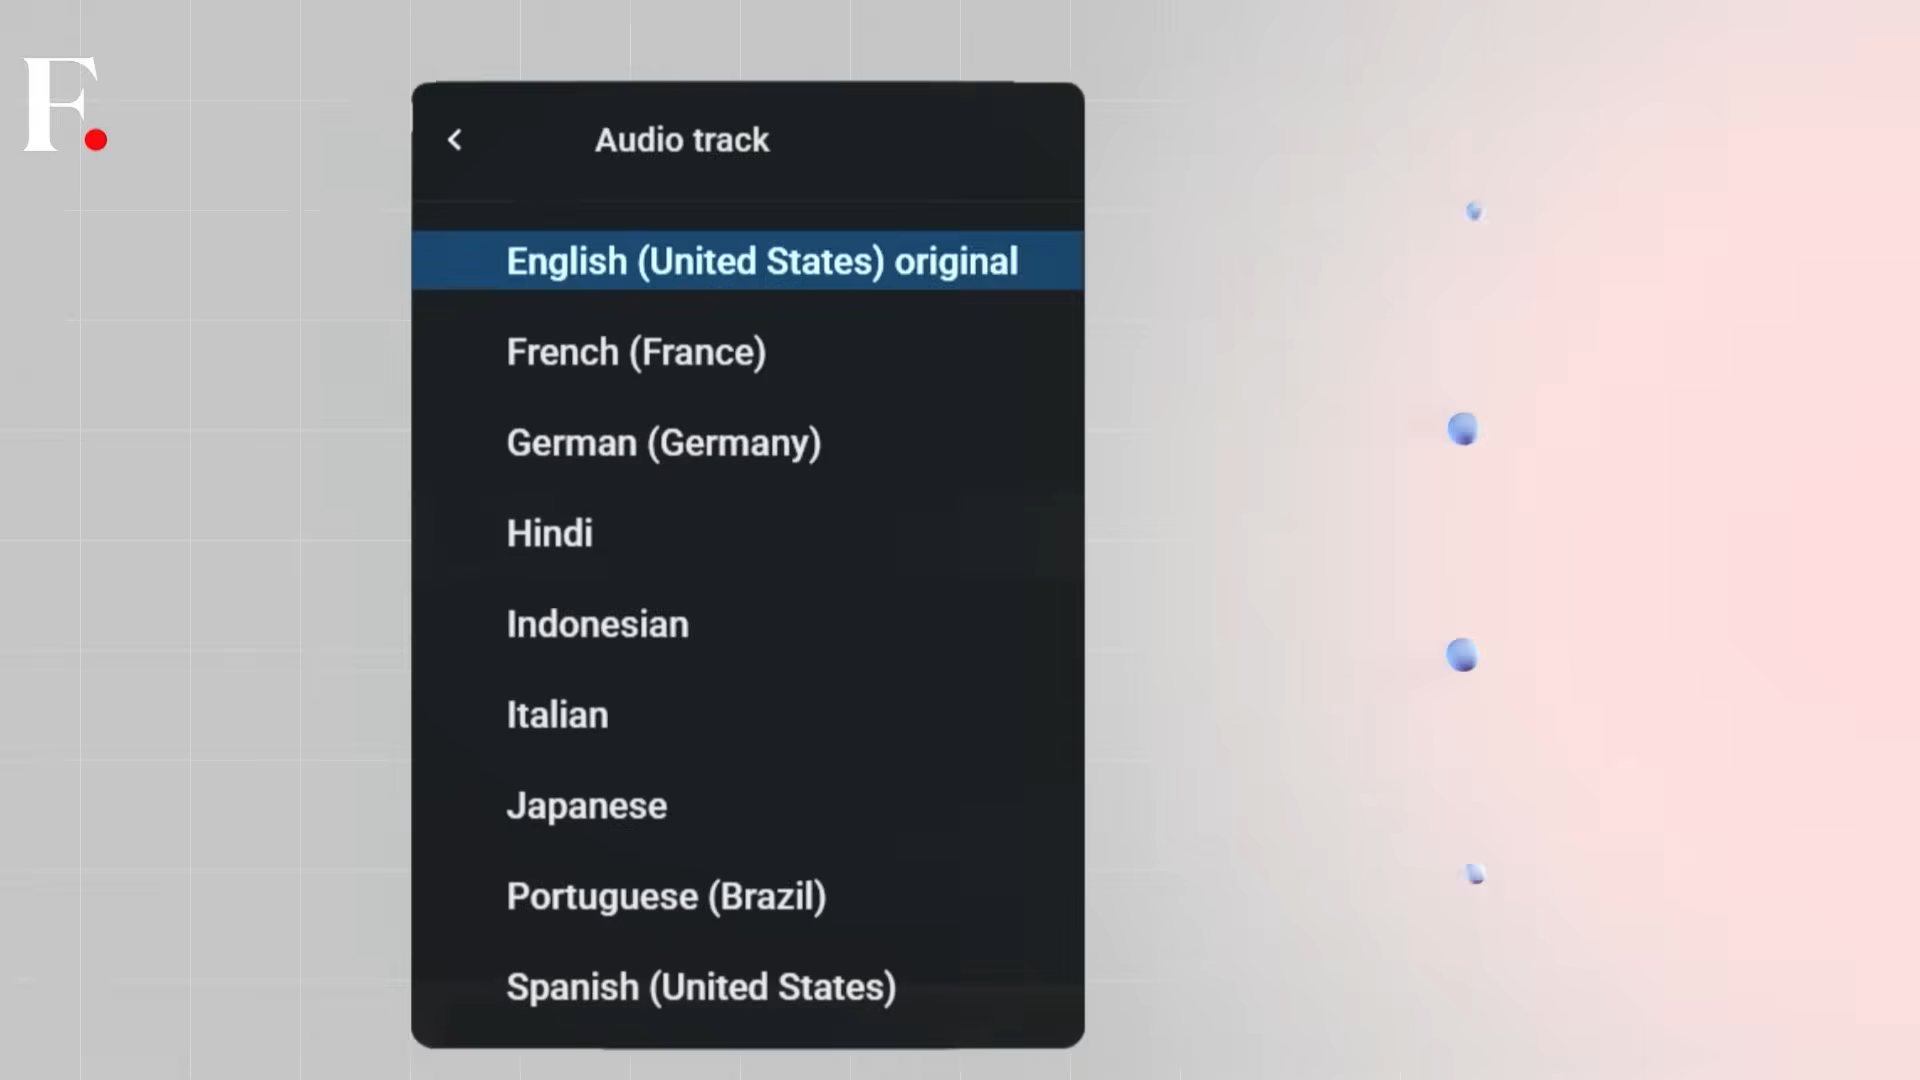 F.
Audio track
English (United States) original
French (France)
German (Germany)
Hindi
Indonesian
Italian
Japanese
Portuguese (Brazil)
Spanish (United States)